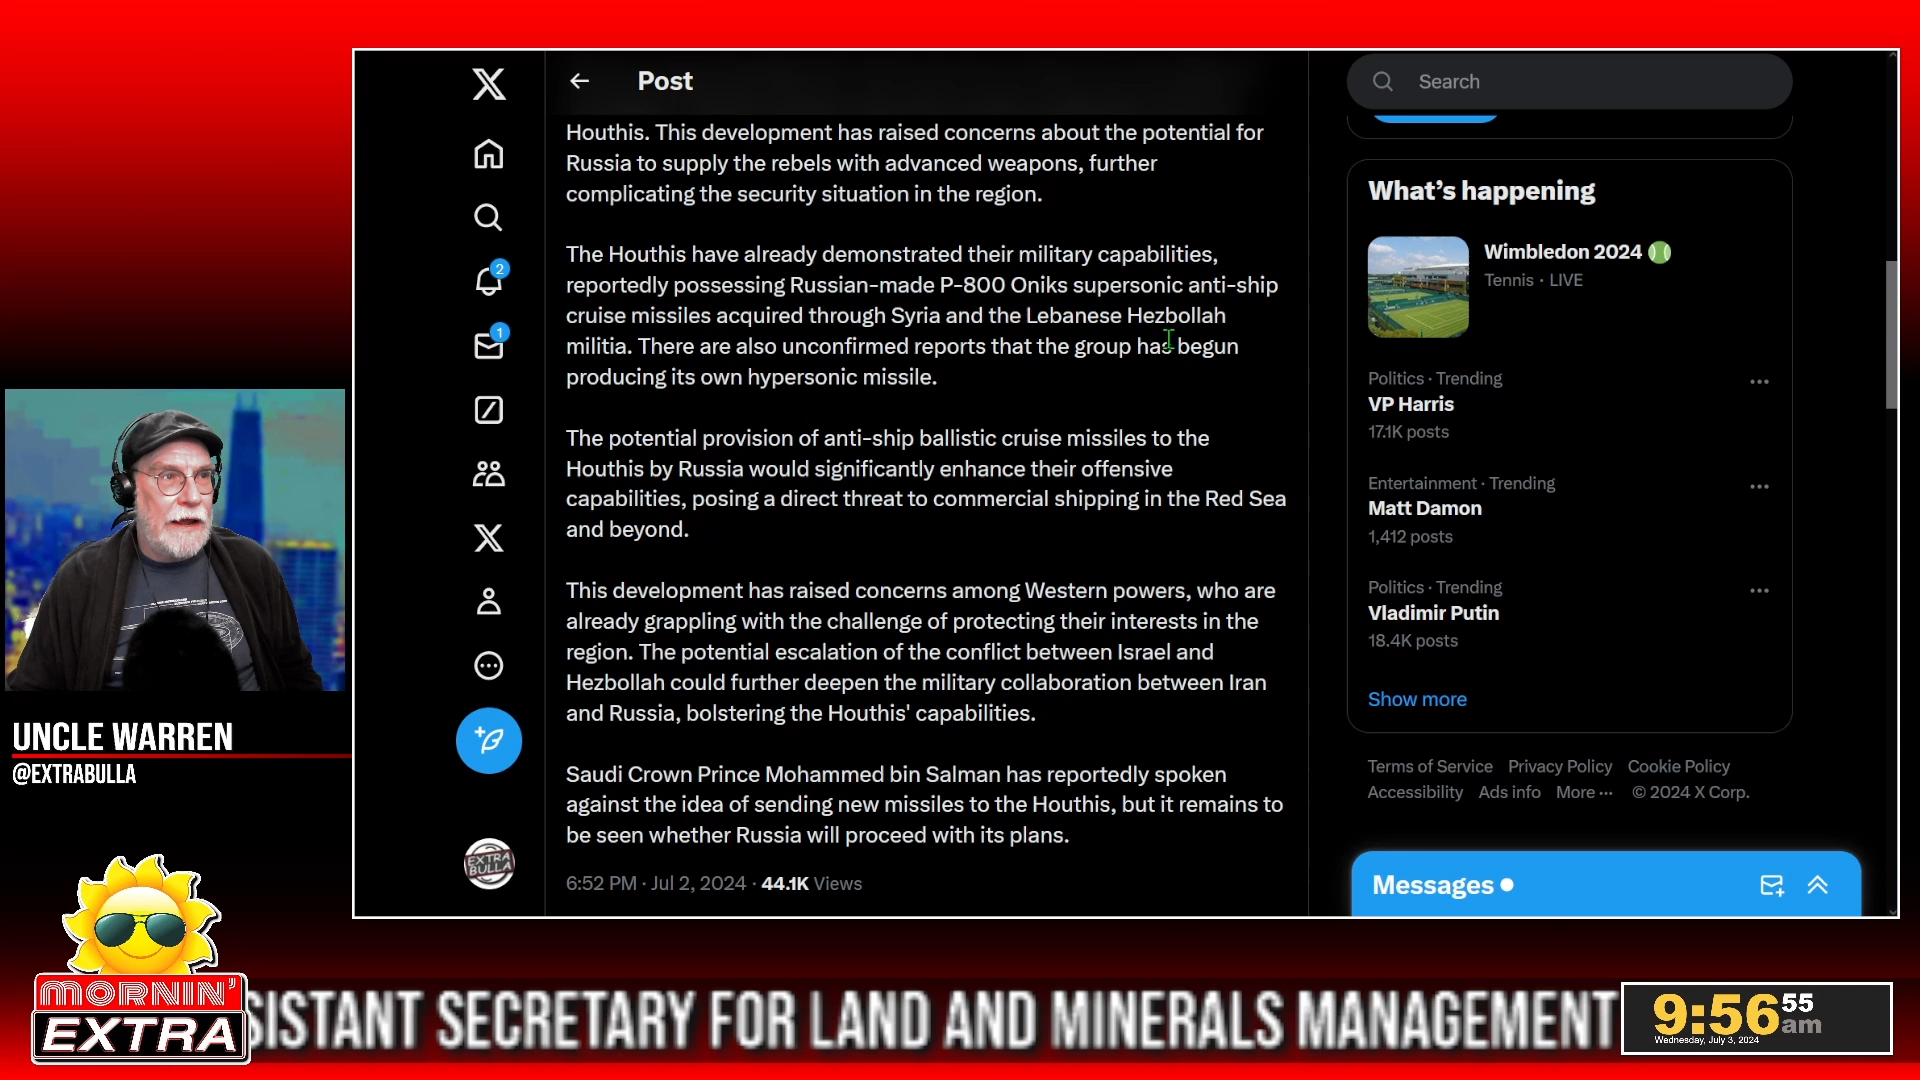 Post
Houthis. This development has raised concerns about the potential for
Russia to supply the rebels with advanced weapons, further
complicating the security situation in the region.
The Houthis have already demonstrated their military capabilities,
reportedly possessing Russian-made P-800 Oniks supersonic anti-ship
cruise missiles acquired through Syria and the Lebanese Hezbollah
militia. There are also unconfirmed reports that the group has begun
producing its own hypersonic missile.
The potential provision of anti-ship ballistic cruise missiles to the
Houthis by Russia would significantly enhance their offensive
capabilities, posing a direct threat to commercial shipping in the Red Sea
and beyond.
This development has raised concerns among Western powers, who are
already grappling with the challenge of protecting their interests in the
region. The potential escalation of the conflict between Israel and
Hezbollah could further deepen the military collaboration between Iran
and Russia, bolstering the Houthis' capabilities.
Saudi Crown Prince Mohammed bin Salman has reportedly spoken
against the idea of sending new missiles to the Houthis, but it remains to
be seen whether Russia will proceed with its plans.
6:52 PM · Jul 2, 2024 · 44.1K Views
2
1
EXTRA
BULLA
Search
What's happening
Wimbledon 2024
Tennis · LIVE
Politics · Trending
VP Harris
17.1K posts
Entertainment · Trending
Matt Damon
1,412 posts
Politics · Trending
Vladimir Putin
18.4K posts
Show more
Terms of Service Privacy Policy Cookie Policy
Accessibility Ads info More ··· © 2024 X Corp.
Messages
UNCLE WARREN
@EXTRABULLA
MORNIN'
EXTRA
SISTANT SECRETARY FOR LAND AND MINERALS MANAGEMENT
9:56 55
am
Wednesday, July 3, 2024